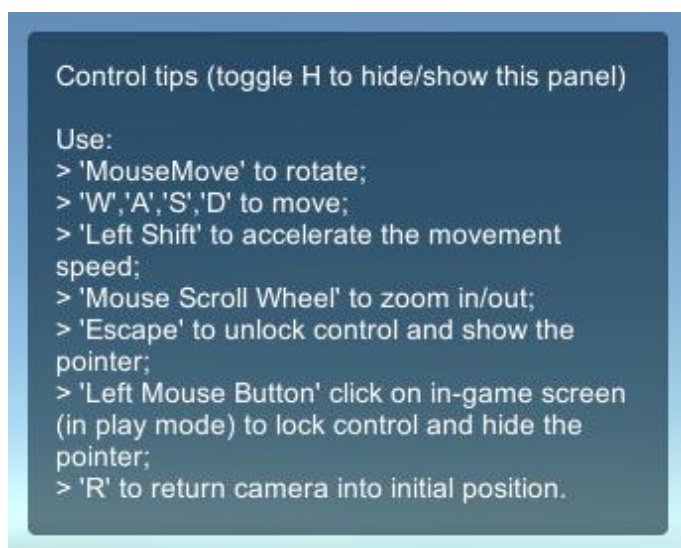 Control tips (toggle H to hide/show this panel)
Use:
> 'MouseMove' to rotate;
> 'W','A','S','D' to move;
> 'Left Shift' to accelerate the movement
speed;
> 'Mouse Scroll Wheel' to zoom in/out;
> 'Escape' to unlock control and show the
pointer;
> 'Left Mouse Button' click on in-game screen
(in play mode) to lock control and hide the
pointer;
> 'R' to return camera into initial position.